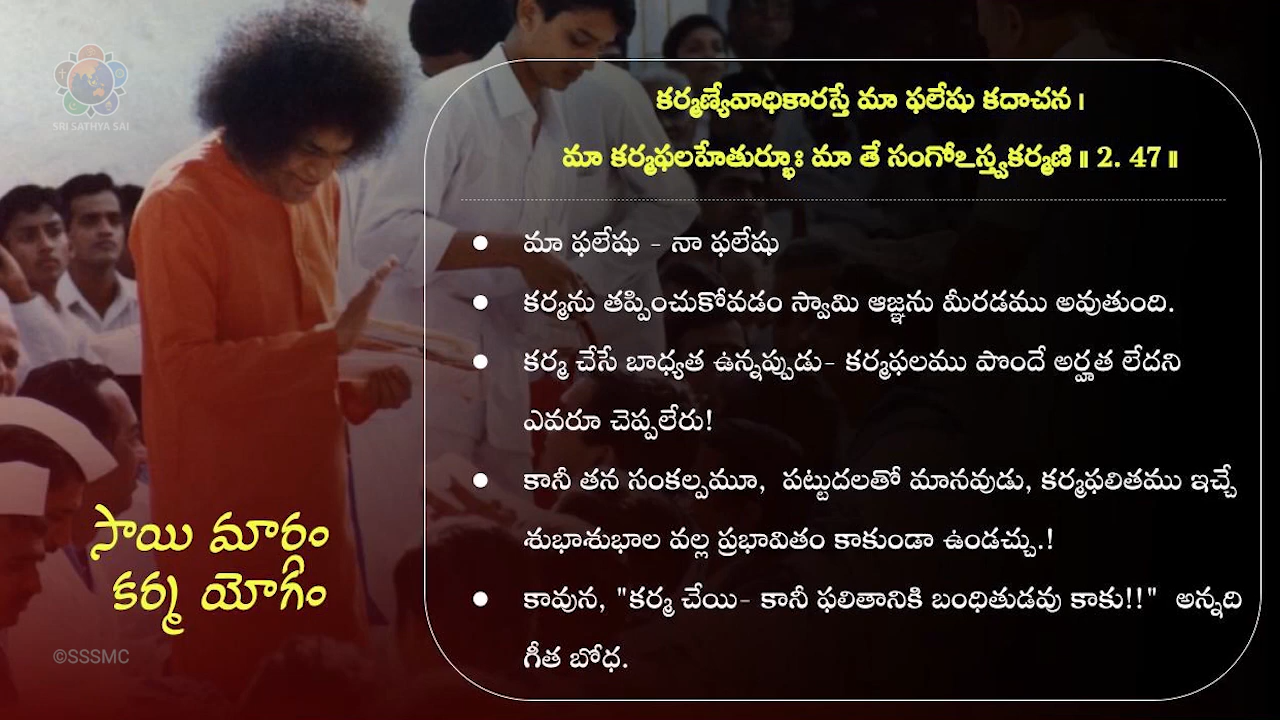 SRI SATHYA SAI
కర్మణ్యేవాధికారస్తే మా ఫలేషు కదాచన ।
మా కర్మఫలహేతుర్భూః మా తే సంగోఽస్త్వకర్మణి ॥ 2. 47 ॥
• మా ఫలేషు - నా ఫలేషు
• కర్మను తప్పించుకోవడం స్వామి ఆజ్ఞను మీరడము అవుతుంది.
• కర్మ చేసే బాధ్యత ఉన్నప్పుడు- కర్మఫలము పొందే అర్హత లేదని
ఎవరూ చెప్పలేరు!
• కానీ తన సంకల్పమూ, పట్టుదలతో మానవుడు, కర్మఫలితము ఇచ్చే
శుభాశుభాల వల్ల ప్రభావితం కాకుండా ఉండచ్చు.!
• కావున, "కర్మ చేయి- కానీ ఫలితానికి బంధితుడవు కాకు!!" అన్నది
గీత బోధ.
సాయి మార్గం
కర్మ యోగం
©SSSMC